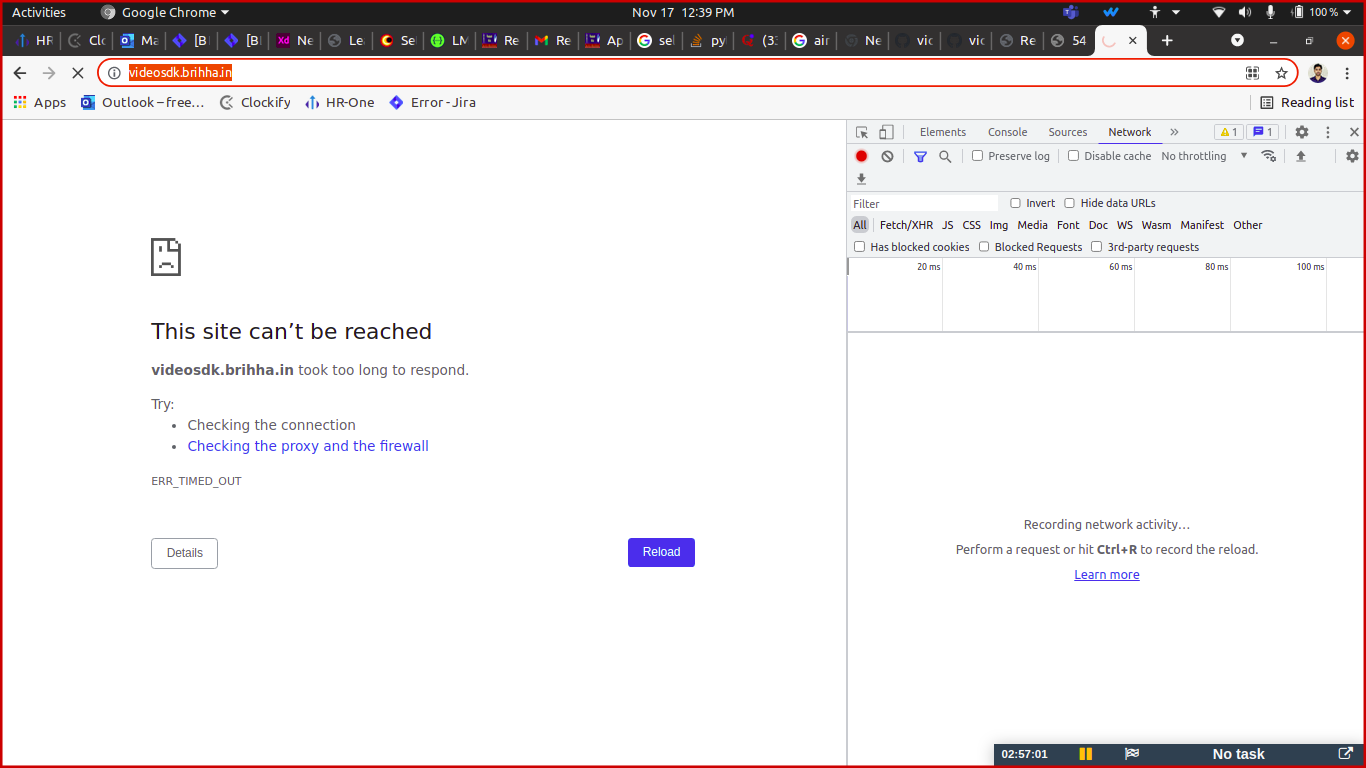 Activities Google Chrome Nov 17 12:39 PM 100 %
HR Clo Ma [B [B Ne Le Se LM Re Re Ap sel py (3 air Ne vic vic Re 54
videosdk.brihha.in
Apps Outlook – free… Clockify HR-One Error - Jira Reading list
Elements Console Sources Network 1 1
Preserve log Disable cache No throttling
Filter Invert Hide data URLs
All Fetch/XHR JS CSS Img Media Font Doc WS Wasm Manifest Other
Has blocked cookies Blocked Requests 3rd-party requests
20 ms 40 ms 60 ms 80 ms 100 ms
This site can’t be reached
videosdk.brihha.in took too long to respond.
Try:
• Checking the connection
• Checking the proxy and the firewall
ERR_TIMED_OUT
Details Reload
Recording network activity…
Perform a request or hit Ctrl+R to record the reload.
Learn more
02:57:01 No task